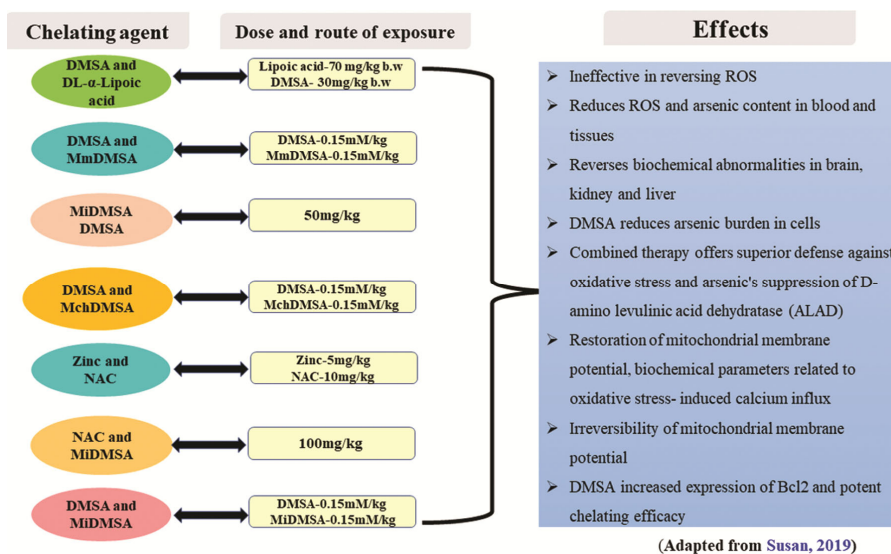 Chelating agent
Dose and route of exposure
Effects
DMSA and
DL-α-Lipoic
acid
Lipoic acid-70 mg/kg b.w
DMSA- 30mg/kg b.w
DMSA and
MmDMSA
DMSA-0.15mM/kg
MmDMSA-0.15mM/kg
MiDMSA
DMSA
50mg/kg
DMSA and
MchDMSA
DMSA-0.15mM/kg
MchDMSA-0.15mM/kg
Zinc and
NAC
Zinc-5mg/kg
NAC-10mg/kg
NAC and
MiDMSA
100mg/kg
DMSA and
MiDMSA
DMSA-0.15mM/kg
MiDMSA-0.15mM/kg
➢ Ineffective in reversing ROS
➢ Reduces ROS and arsenic content in blood and
tissues
➢ Reverses biochemical abnormalities in brain,
kidney and liver
➢ DMSA reduces arsenic burden in cells
➢ Combined therapy offers superior defense against
oxidative stress and arsenic's suppression of D-
amino levulinic acid dehydratase (ALAD)
➢ Restoration of mitochondrial membrane
potential, biochemical parameters related to
oxidative stress- induced calcium influx
➢ Irreversibility of mitochondrial membrane
potential
➢ DMSA increased expression of Bcl2 and potent
chelating efficacy
(Adapted from Susan, 2019)